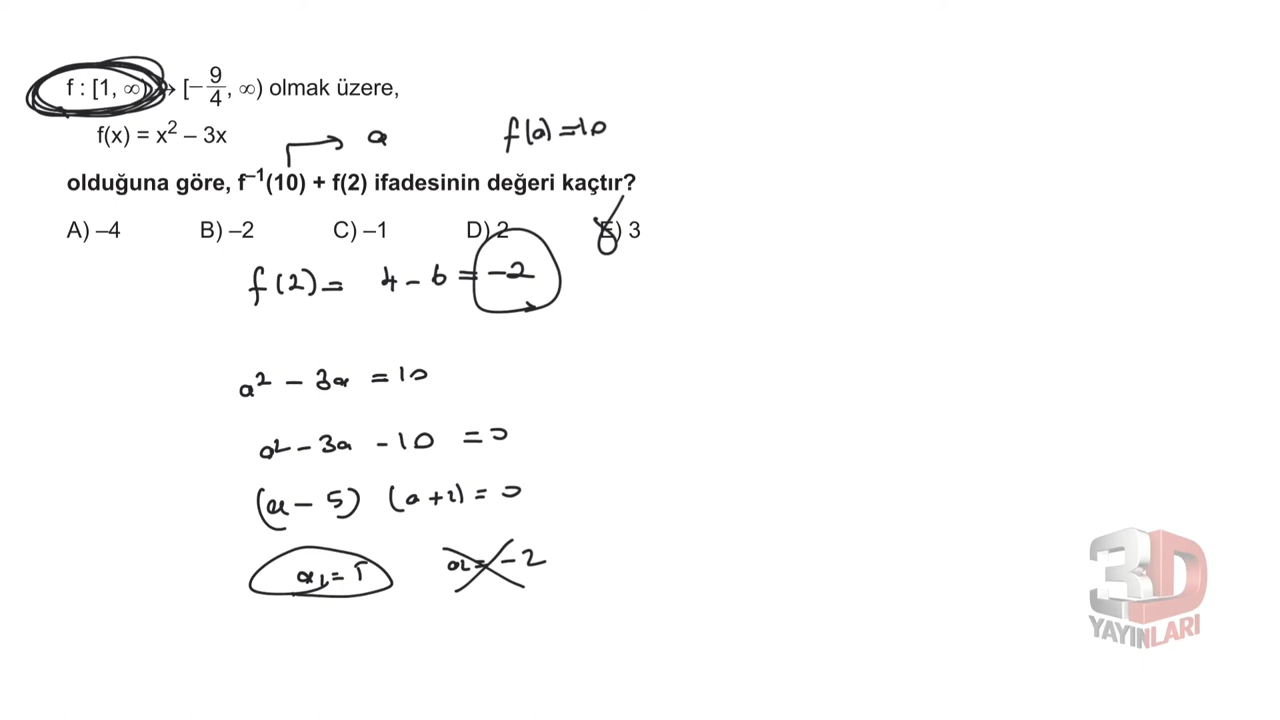 f : [1, ∞) → [−9/4, ∞) olmak üzere,
f(x) = x² – 3x
a
f(a) = 10
olduğuna göre, f⁻¹(10) + f(2) ifadesinin değeri kaçtır?
A) –4 B) –2 C) –1 D) 2 E) 3
f(2) = 4 – 6 = –2
a² – 3a = 10
a² – 3a – 10 = 0
(a – 5) (a + 2) = 0
a₁ = 5 a₂ = –2
3D
YAYINLARI